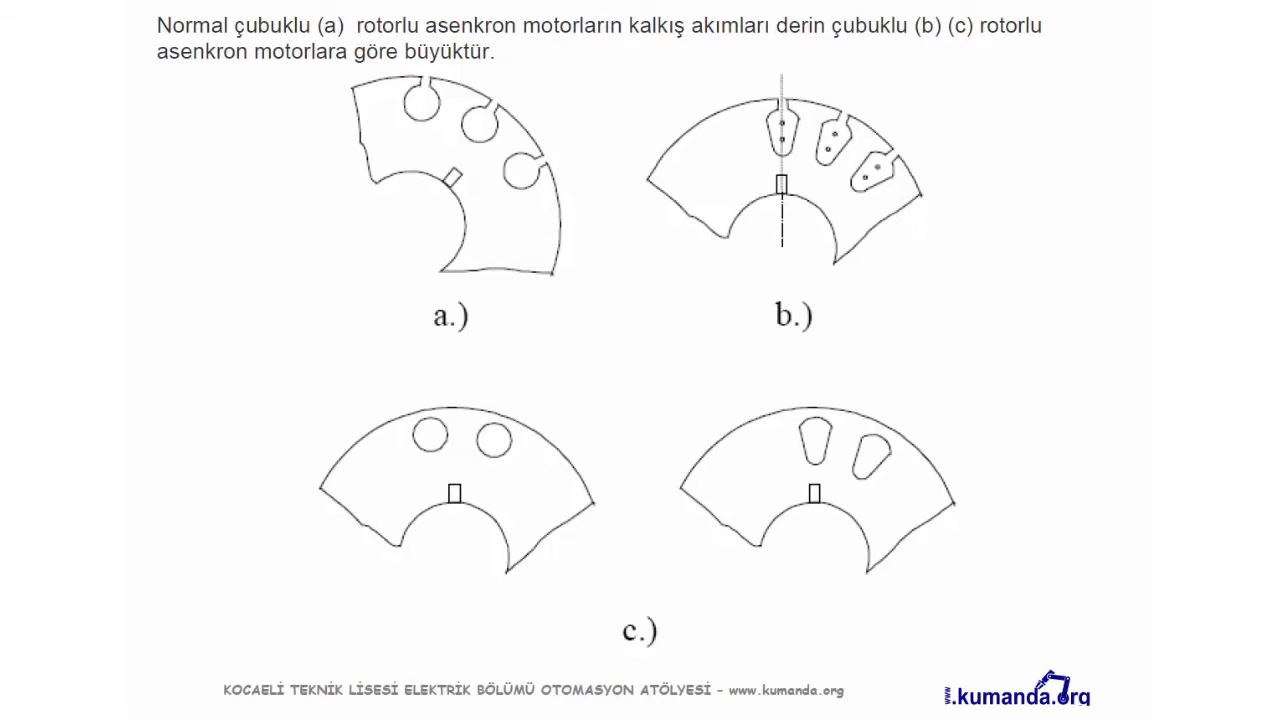 Normal çubuklu (a)  rotorlu asenkron motorların kalkış akımları derin çubuklu (b) (c) rotorlu
asenkron motorlara göre büyüktür.
a.)
b.)
c.)
KOCAELİ TEKNİK LİSESİ ELEKTRİK BÖLÜMÜ OTOMASYON ATÖLYESİ - www.kumanda.org
www.kumanda.org